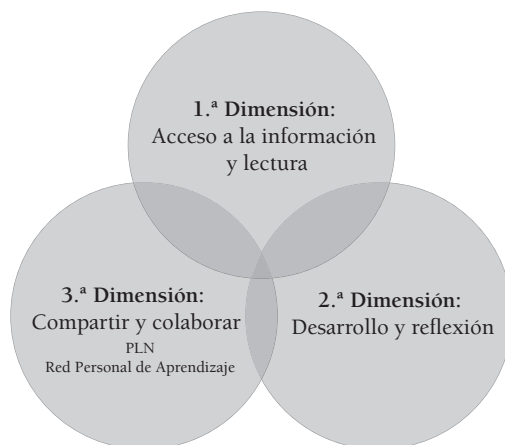 1.ª Dimensión:
Acceso a la información
y lectura
3.ª Dimensión:
Compartir y colaborar
PLN
Red Personal de Aprendizaje
2.ª Dimensión:
Desarrollo y reflexión